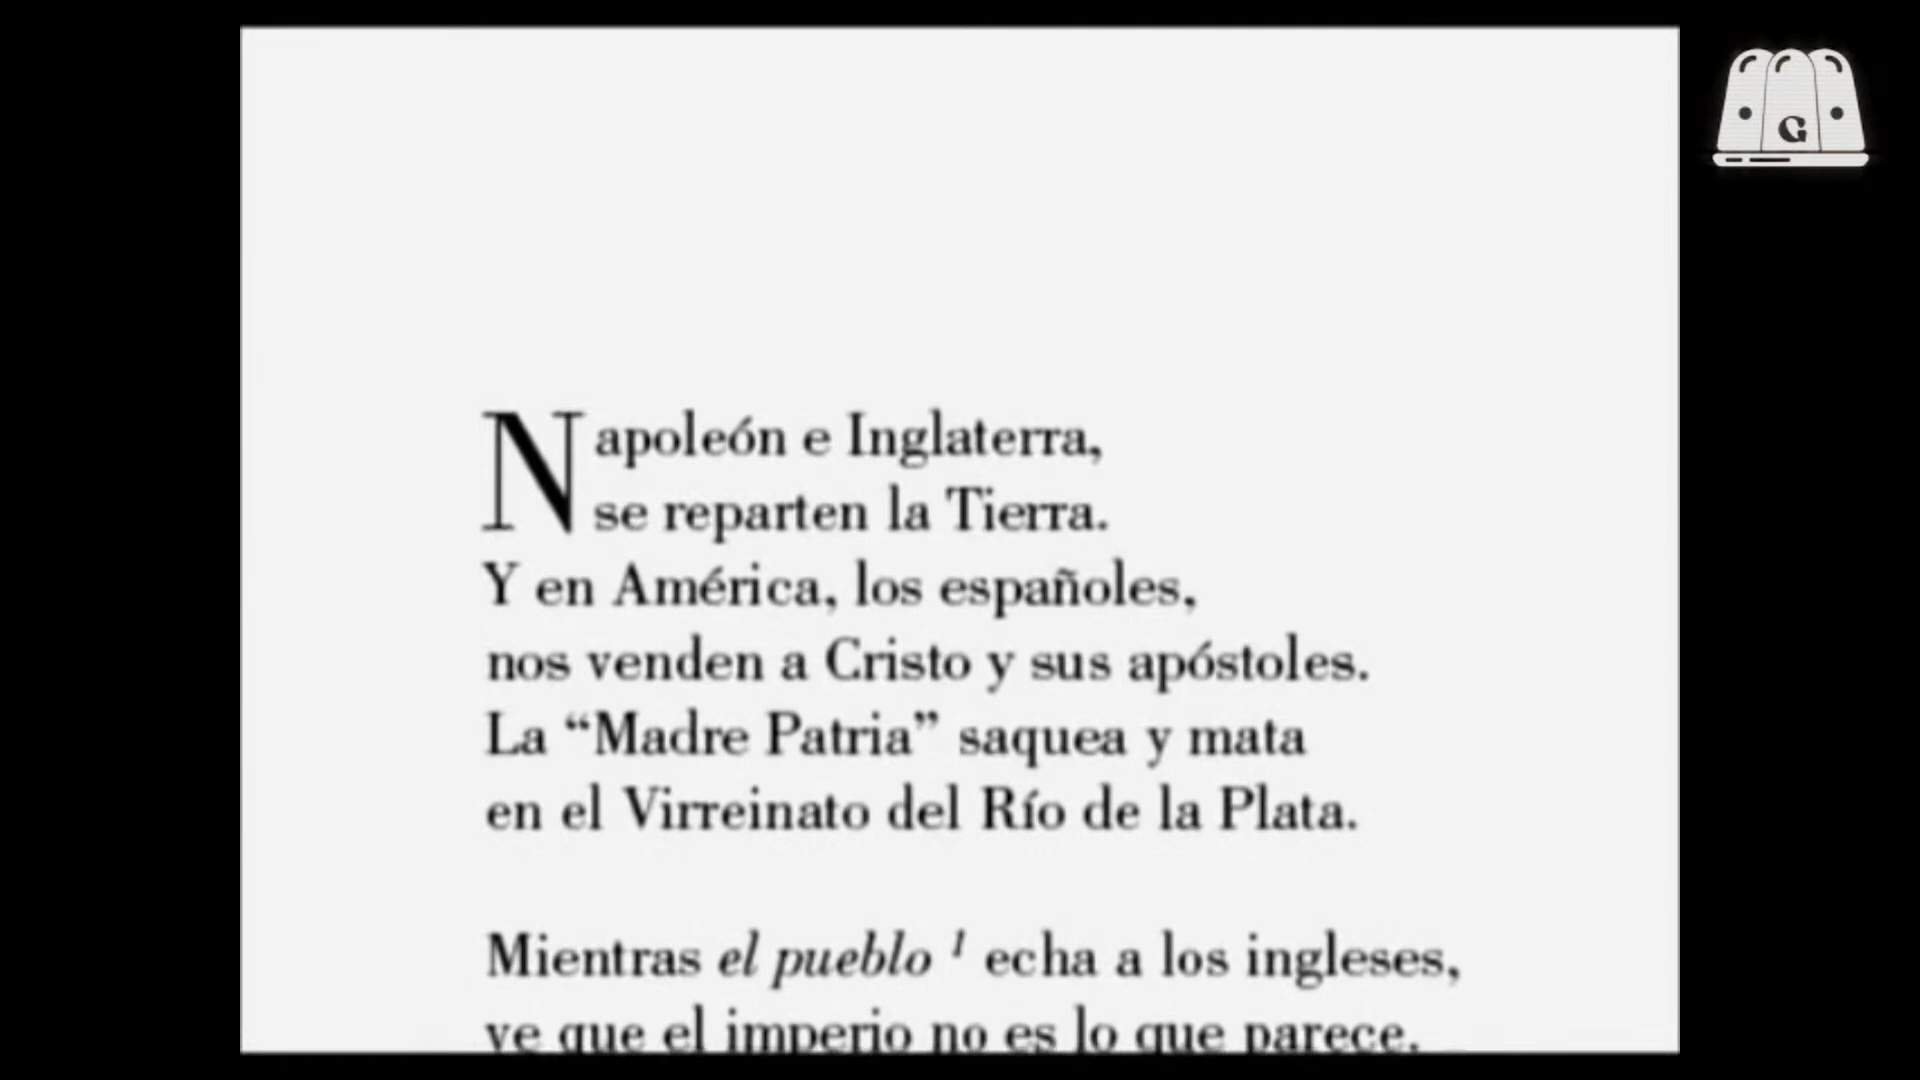 Napoleón e Inglaterra,
se reparten la Tierra.
Y en América, los españoles,
nos venden a Cristo y sus apóstoles.
La “Madre Patria” saquea y mata
en el Virreinato del Río de la Plata.
Mientras el pueblo ¹ echa a los ingleses,
ve que el imperio no es lo que parece.
G